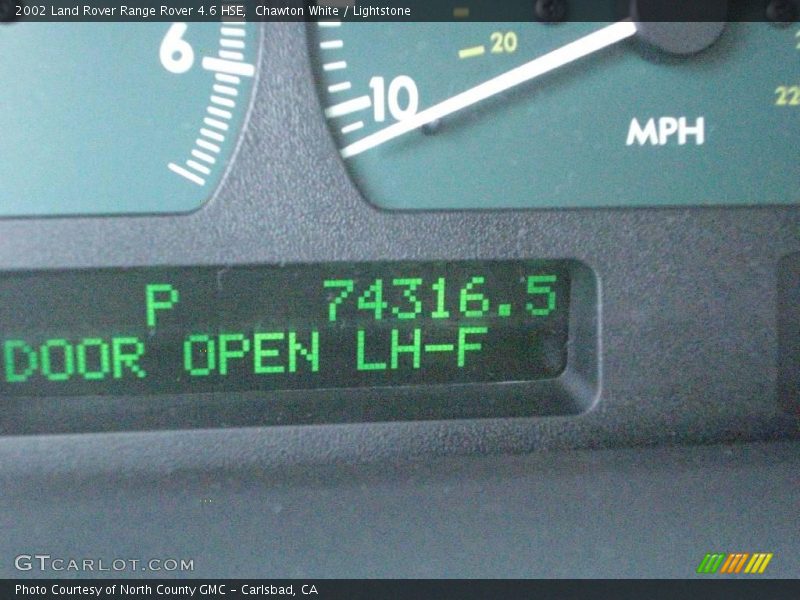 2002 Land Rover Range Rover 4.6 HSE, Chawton White / Lightstone
6
20
10
22
MPH
P 74316.5
DOOR OPEN LH-F
GTCARLOT.COM
Photo Courtesy of North County GMC - Carlsbad, CA